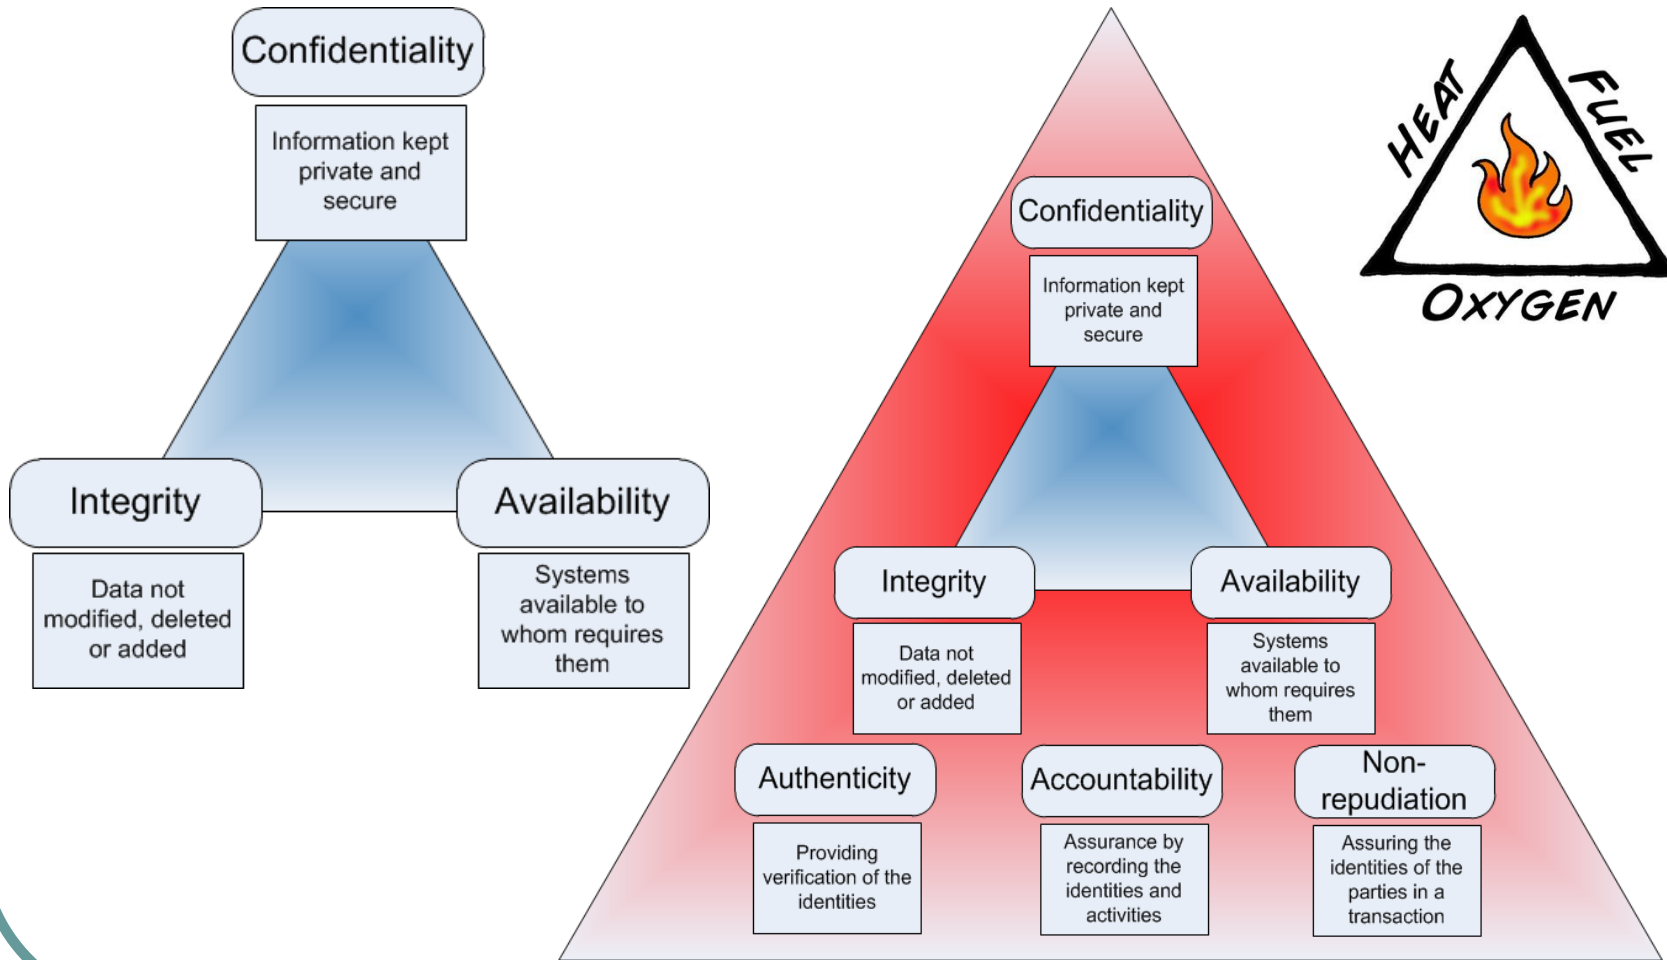 Confidentiality
Information kept
private and
secure
Integrity
Data not
modified, deleted
or added
Availability
Systems
available to
whom requires
them
Confidentiality
Information kept
private and
secure
Integrity
Data not
modified, deleted
or added
Availability
Systems
available to
whom requires
them
Authenticity
Providing
verification of the
identities
Accountability
Assurance by
recording the
identities and
activities
Non-
repudiation
Assuring the
identities of the
parties in a
transaction
HEAT
FUEL
OXYGEN